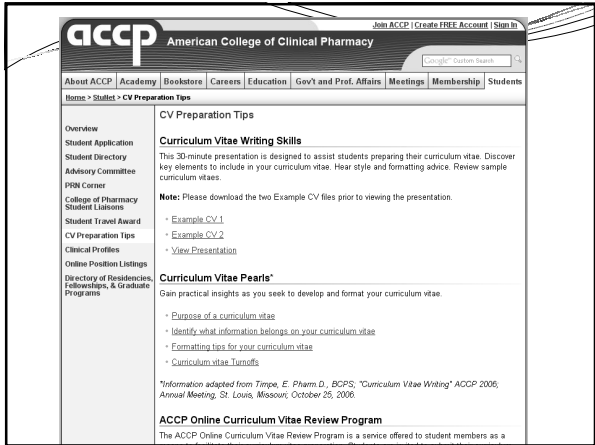 accp
American College of Clinical Pharmacy
Join ACCP | Create FREE Account | Sign In
Google™ Custom Search
About ACCP
Academy
Bookstore
Careers
Education
Gov't and Prof. Affairs
Meetings
Membership
Students
Home > StuNet > CV Preparation Tips
Overview
Student Application
Student Directory
Advisory Committee
PRN Corner
College of Pharmacy
Student Liaisons
Student Travel Award
CV Preparation Tips
Clinical Profiles
Online Position Listings
Directory of Residencies,
Fellowships, & Graduate
Programs
CV Preparation Tips
Curriculum Vitae Writing Skills
This 30-minute presentation is designed to assist students preparing their curriculum vitae. Discover
key elements to include in your curriculum vitae. Hear style and formatting advice. Review sample
curriculum vitaes.
Note: Please download the two Example CV files prior to viewing the presentation.
Example CV 1
Example CV 2
View Presentation
Curriculum Vitae Pearls*
Gain practical insights as you seek to develop and format your curriculum vitae.
Purpose of a curriculum vitae
Identify what information belongs on your curriculum vitae
Formatting tips for your curriculum vitae
Curriculum vitae Turnoffs
*Information adapted from Timpe, E. Pharm.D., BCPS; "Curriculum Vitae Writing" ACCP 2006;
Annual Meeting, St. Louis, Missouri; October 25, 2006.
ACCP Online Curriculum Vitae Review Program
The ACCP Online Curriculum Vitae Review Program is a service offered to student members as a